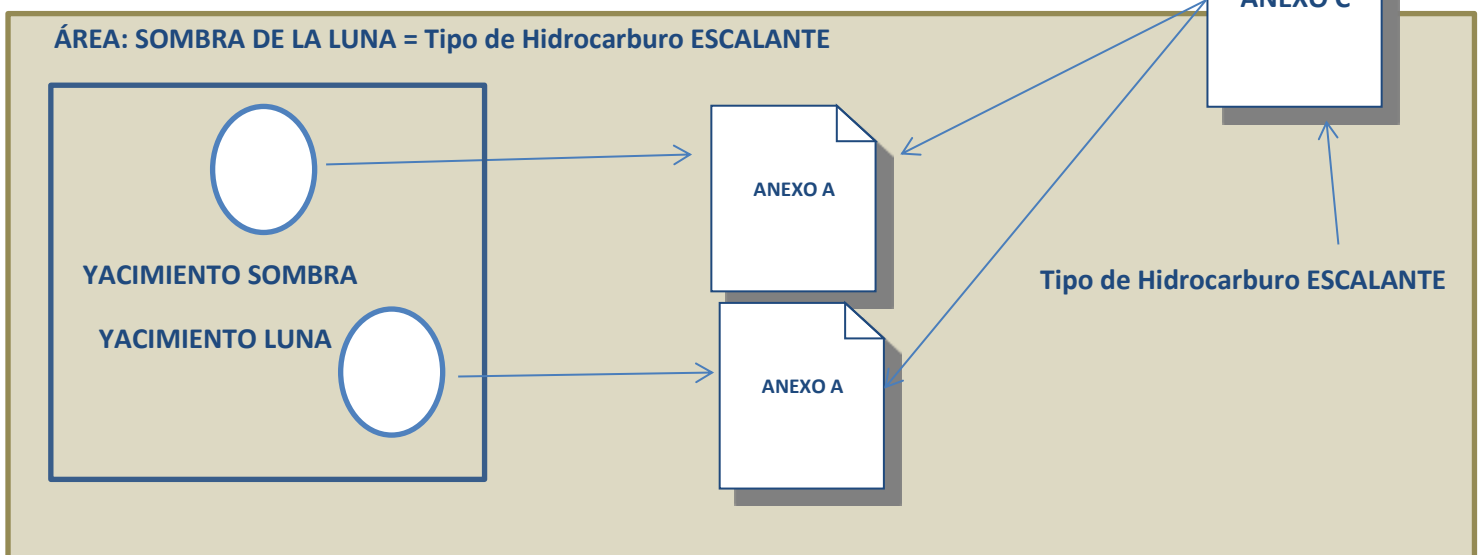 ANEXO C
ÁREA: SOMBRA DE LA LUNA = Tipo de Hidrocarburo ESCALANTE
ANEXO A
YACIMIENTO SOMBRA
Tipo de Hidrocarburo ESCALANTE
YACIMIENTO LUNA
ANEXO A